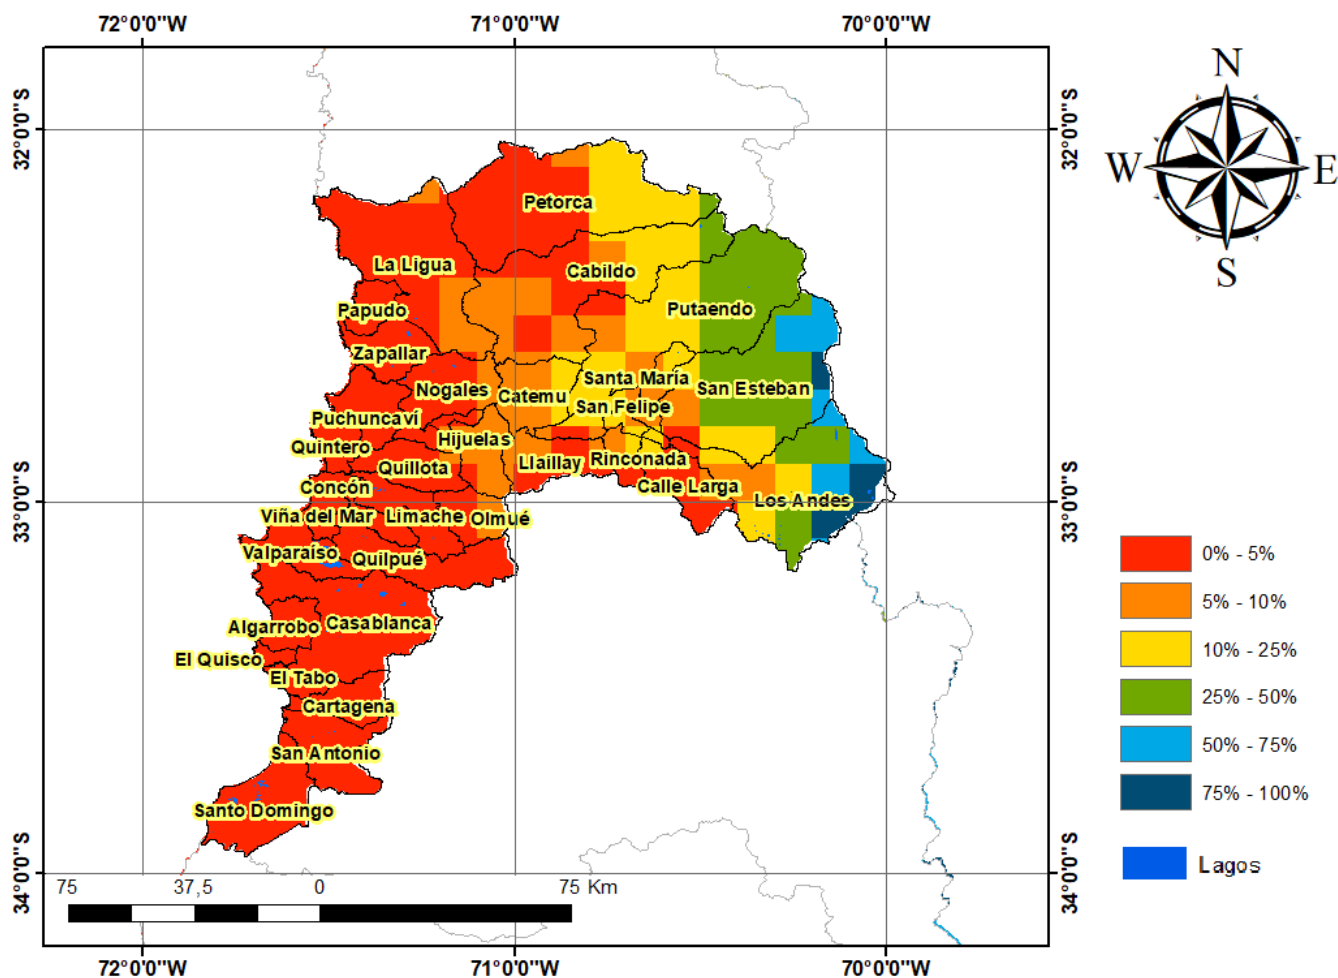 72°0'0"W 71°0'0"W 70°0'0"W
N
W E
S
32°0'0"S 32°0'0"S
Petorca
La Ligua
Cabildo
Papudo
Putaendo
Zapallar
Santa María
San Esteban
Nogales
Catemu
San Felipe
Puchuncaví
Hijuelas
Quintero
Llaillay
Rinconada
Quillota
Concón
Calle Larga
Los Andes
33°0'0"S 33°0'0"S
Viña del Mar
Limache
Olmué
Valparaíso
Quilpué
Algarrobo
Casablanca
El Quisco
El Tabo
Cartagena
San Antonio
Santo Domingo
0% - 5%
5% - 10%
10% - 25%
25% - 50%
50% - 75%
75% - 100%
Lagos
34°0'0"S 34°0'0"S
75 37,5 0 75 Km
72°0'0"W 71°0'0"W 70°0'0"W